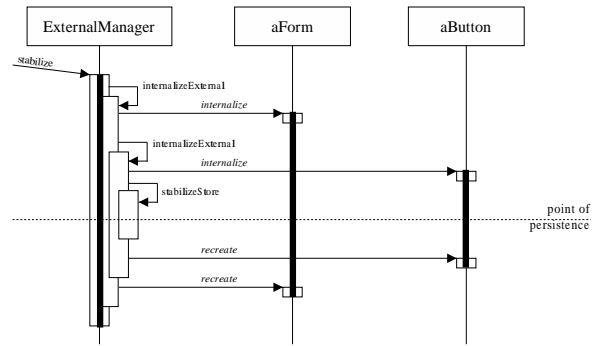 ExternalManager
aForm
aButton
stabilize
internalizeExternal
internalize
internalizeExternal
internalize
stabilizeStore
point of
persistence
recreate
recreate